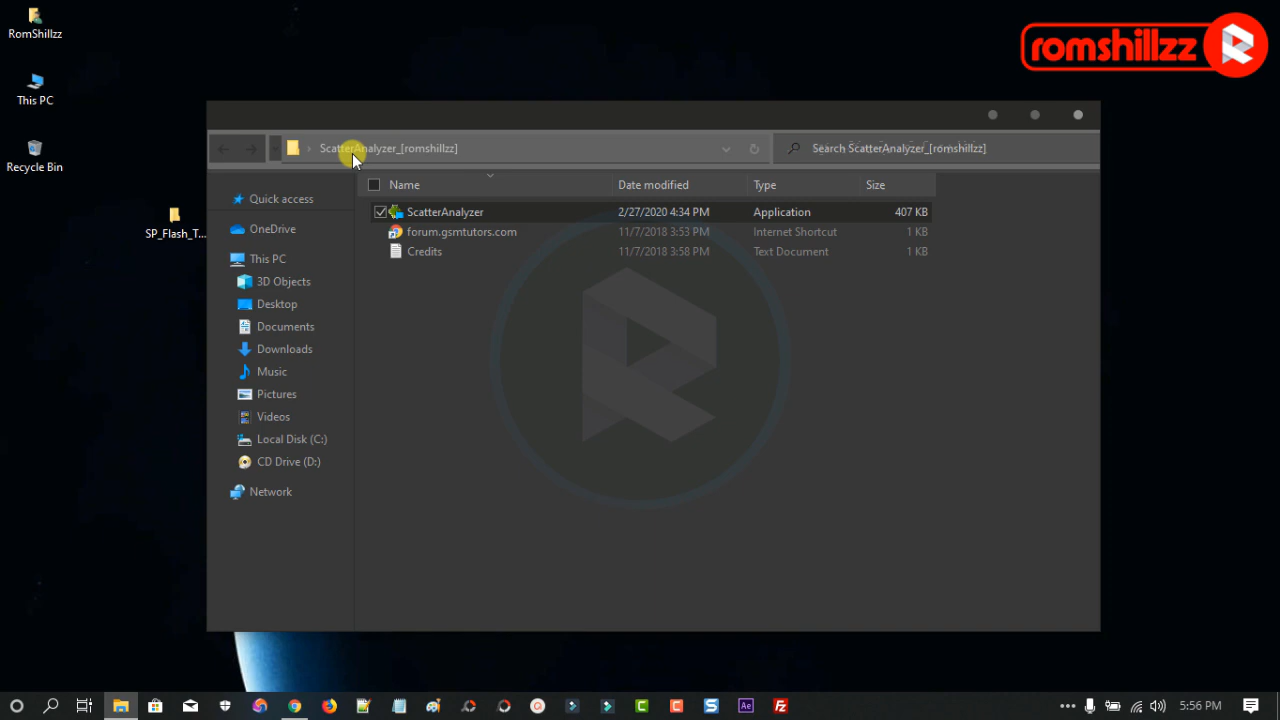 RomShillzz
romshillzz
This PC
Recycle Bin
SP_Flash_T...
ScatterAnalyzer_[romshillzz]
Search ScatterAnalyzer_[romshillzz]
Name Date modified Type Size
ScatterAnalyzer 2/27/2020 4:34 PM Application 407 KB
forum.gsmtutors.com 11/7/2018 3:53 PM Internet Shortcut 1 KB
Credits 11/7/2018 3:58 PM Text Document 1 KB
Quick access
OneDrive
This PC
3D Objects
Desktop
Documents
Downloads
Music
Pictures
Videos
Local Disk (C:)
CD Drive (D:)
Network
Ae
5:56 PM